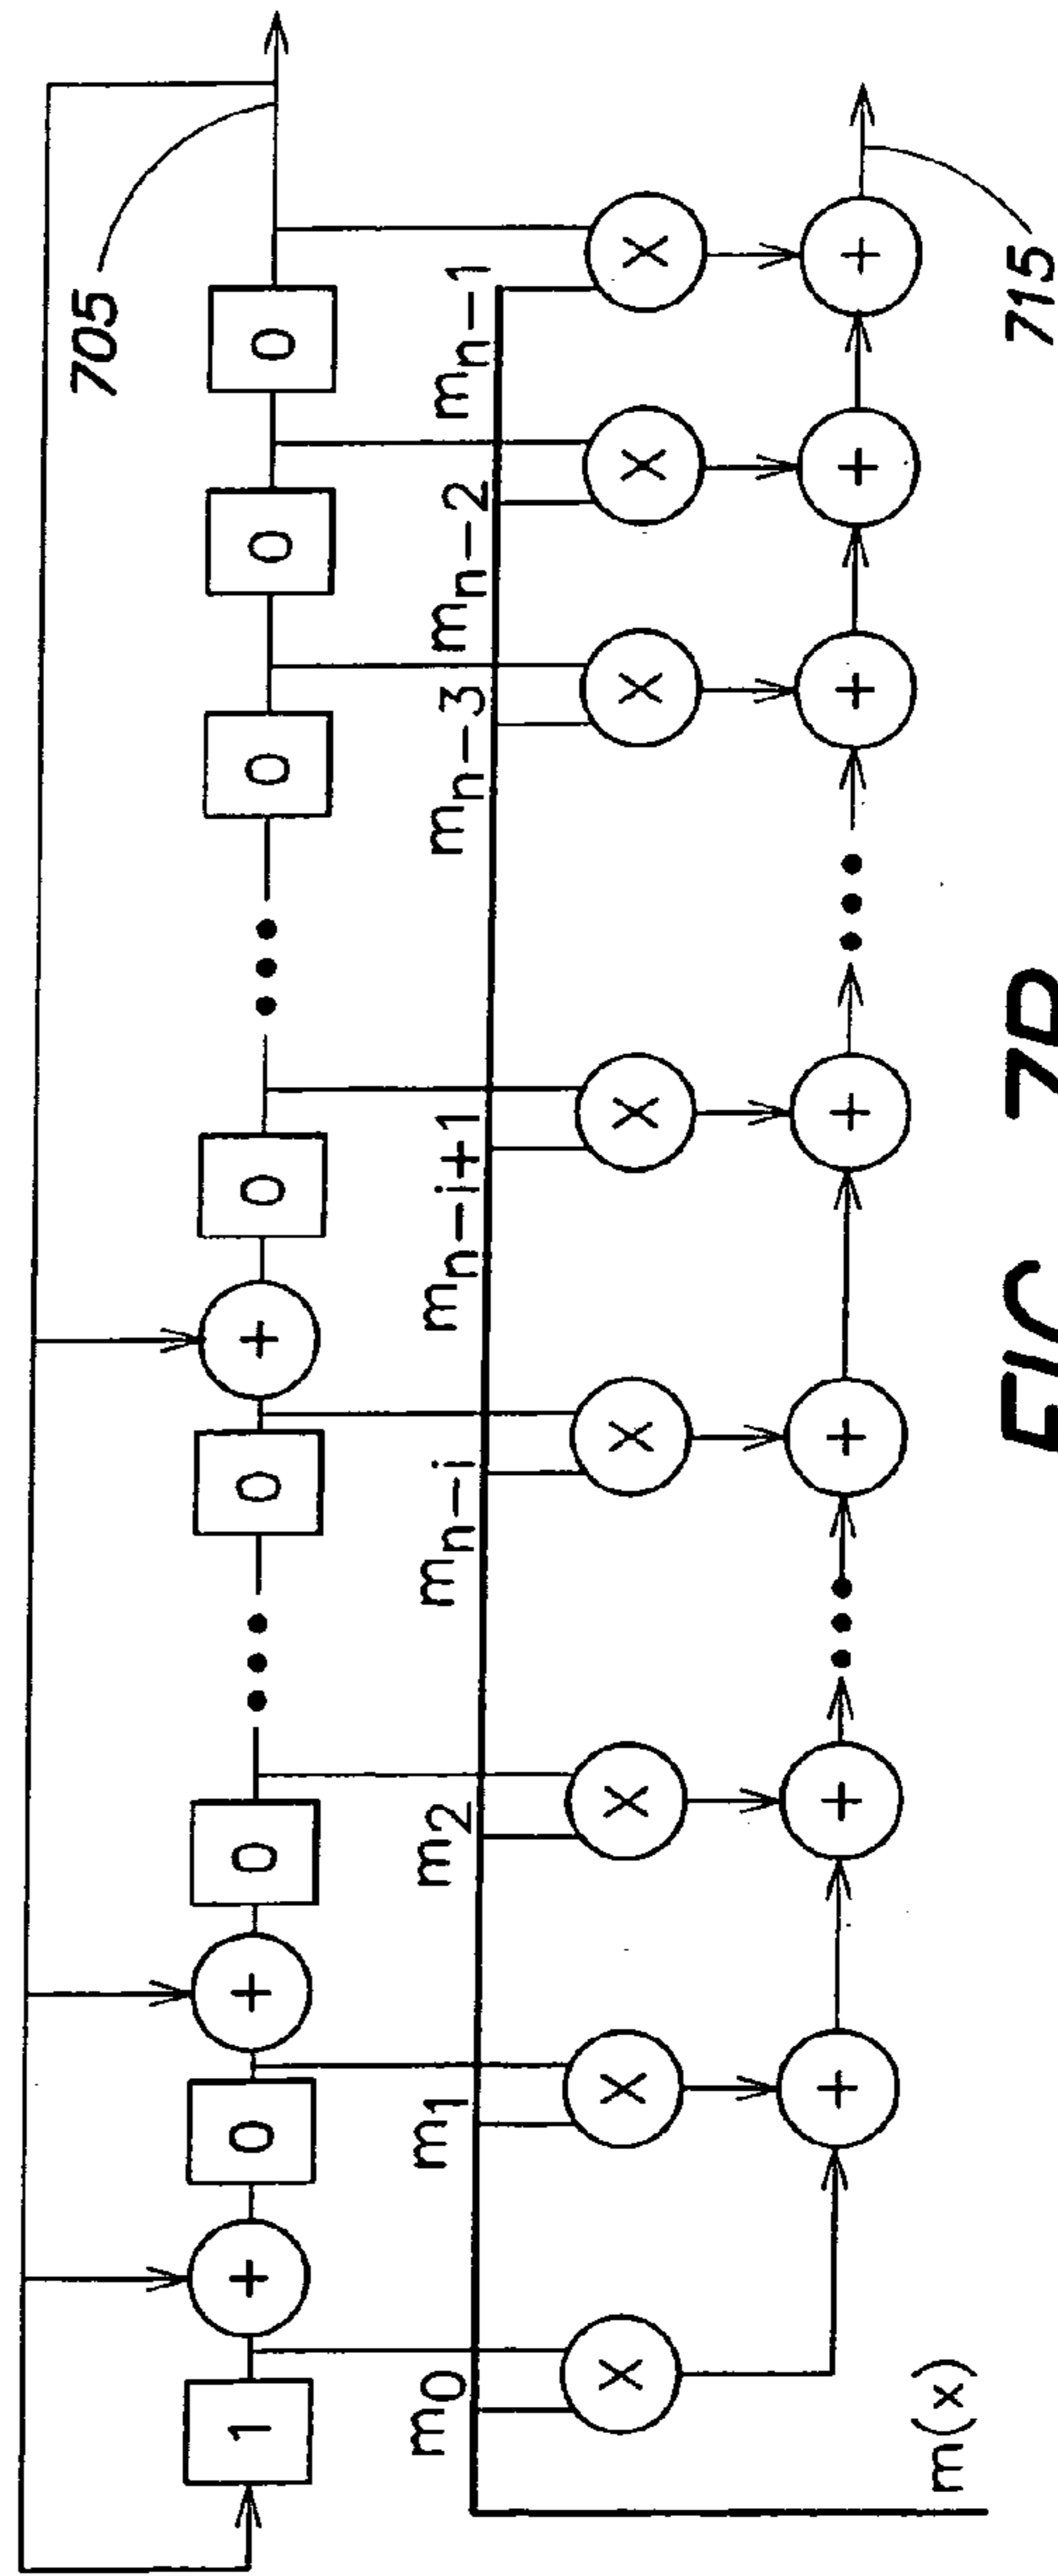 705
1 + 0 + 0 ••• 0 + 0 ••• 0 0 0
m0 m1 m2 mn−i mn−i+1 mn−3 mn−2 mn−1
× × × × × × × ×
+ + ••• + + ••• + + +
m(x)
715
FIG. 7B